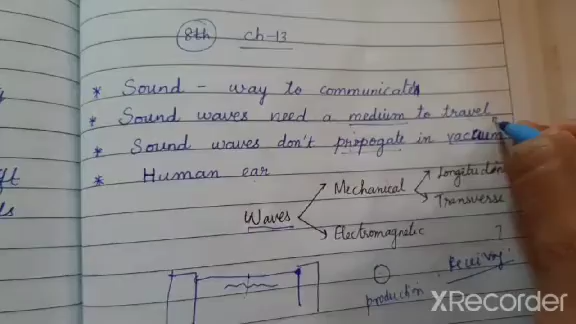 8th ch-13
* Sound - way to communicate
* Sound waves need a medium to travel
* Sound waves don't propogate in vacuum
* Human ear
Waves
Mechanical
Longitudin
Transverse
Electromagnetic
production
Receiving
?
XRecorder